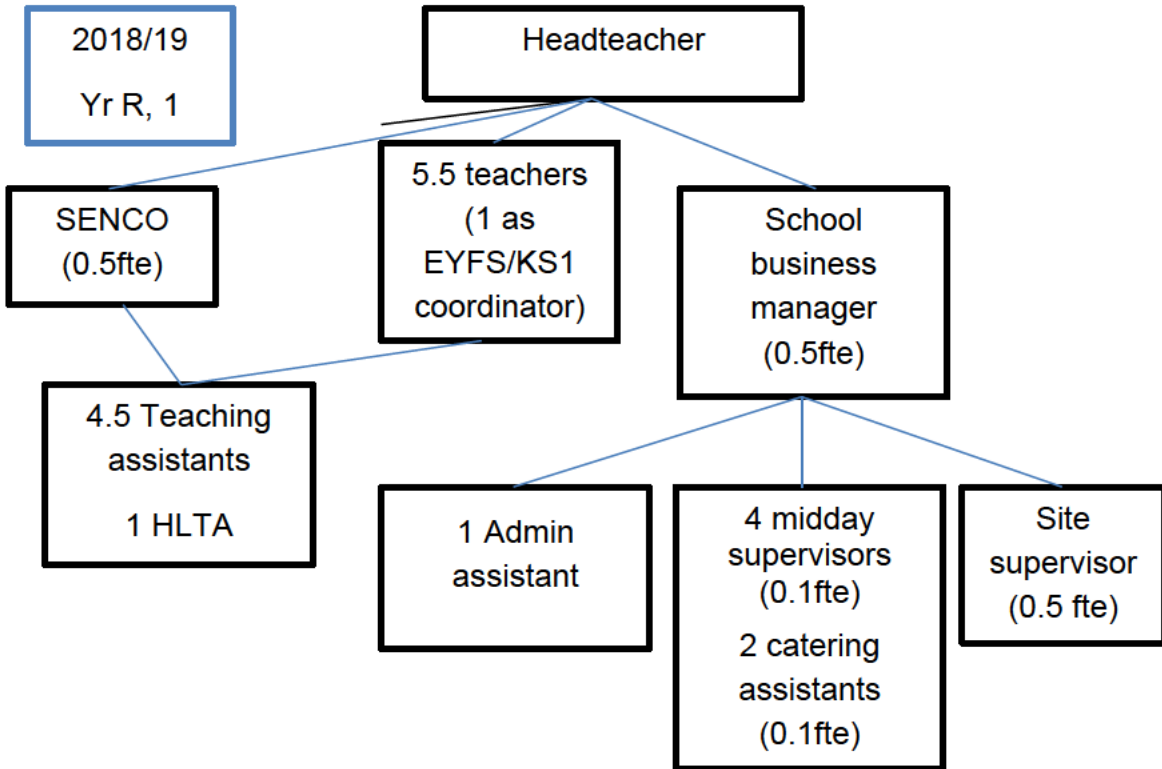 2018/19
Yr R, 1
Headteacher
SENCO
(0.5fte)
5.5 teachers
(1 as
EYFS/KS1
coordinator)
School
business
manager
(0.5fte)
4.5 Teaching
assistants
1 HLTA
1 Admin
assistant
4 midday
supervisors
(0.1fte)
2 catering
assistants
(0.1fte)
Site
supervisor
(0.5 fte)